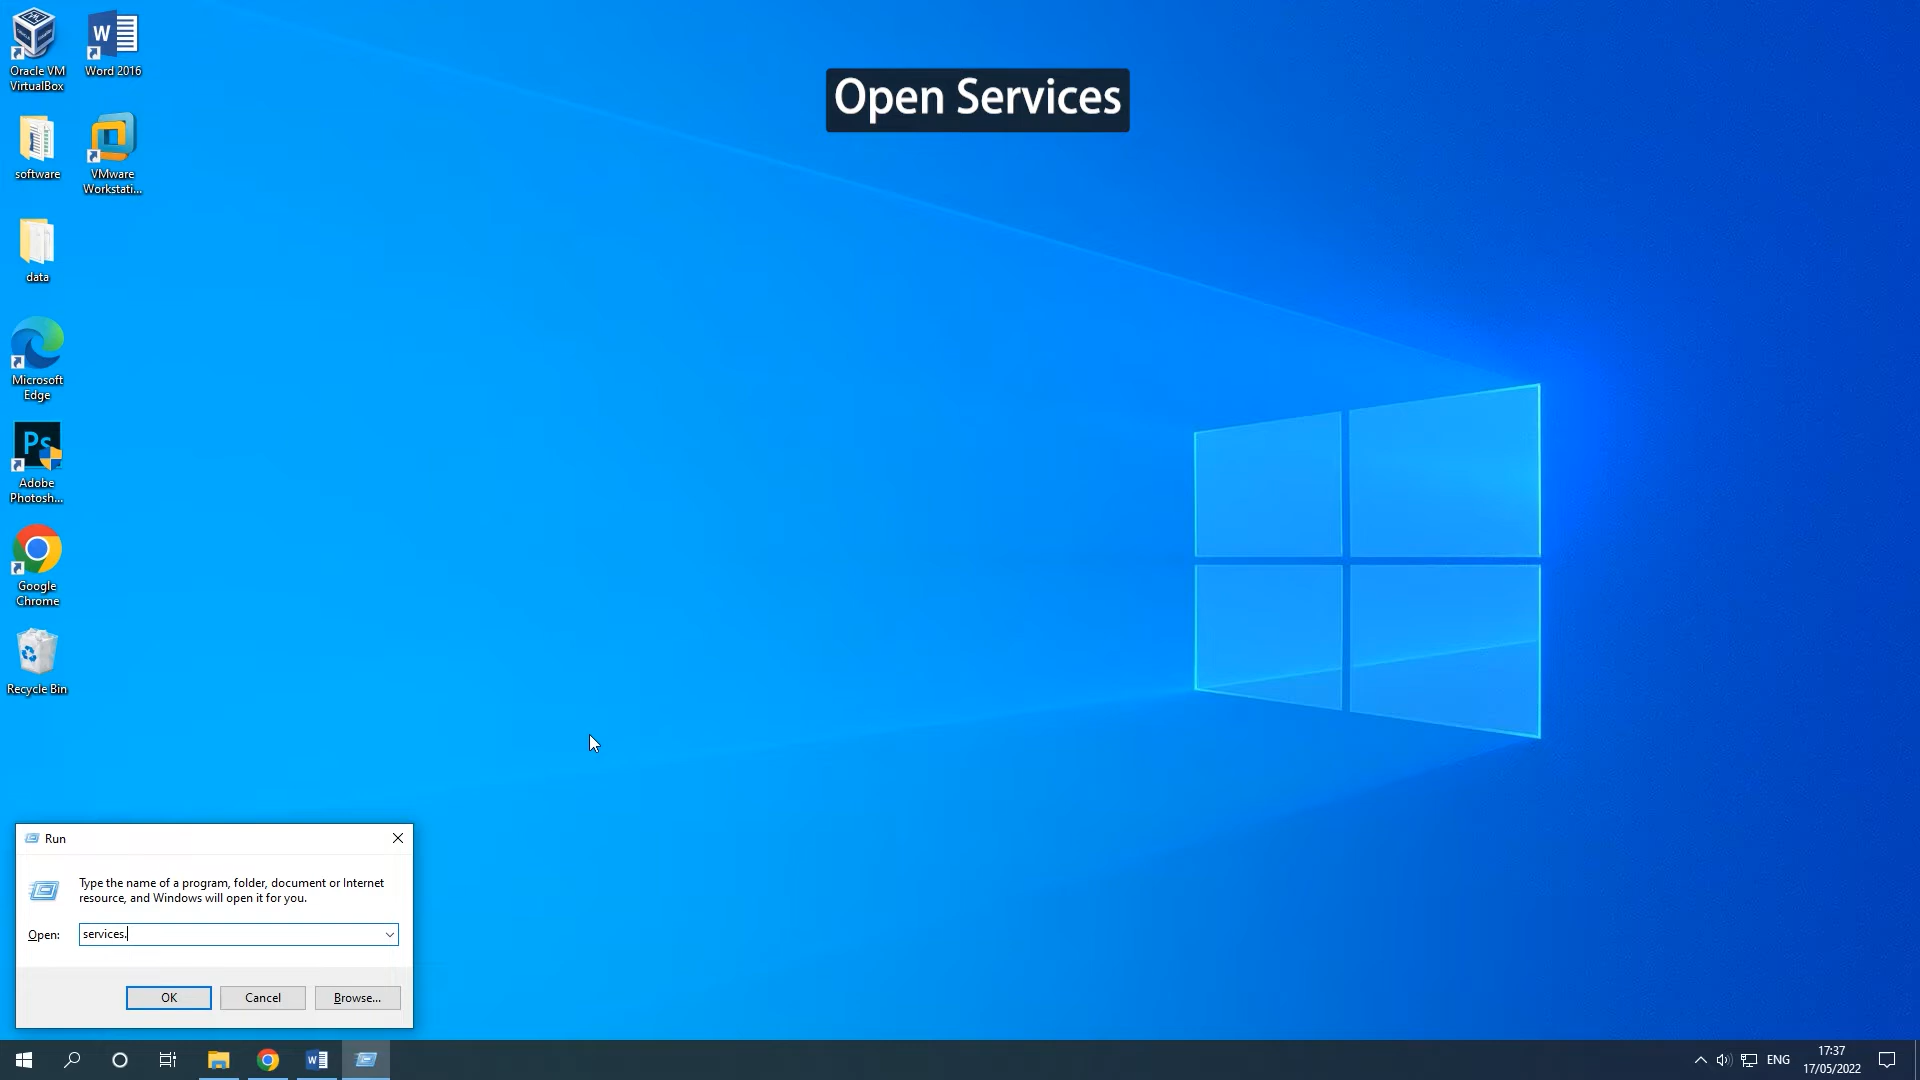 Open Services
Oracle VM
VirtualBox
Word 2016
software
VMware
Workstati...
data
Microsoft
Edge
Ps
Adobe
Photosh...
Google
Chrome
Recycle Bin
Run
Type the name of a program, folder, document or Internet
resource, and Windows will open it for you.
Open:
services.
OK
Cancel
Browse...
ENG
17:37
17/05/2022